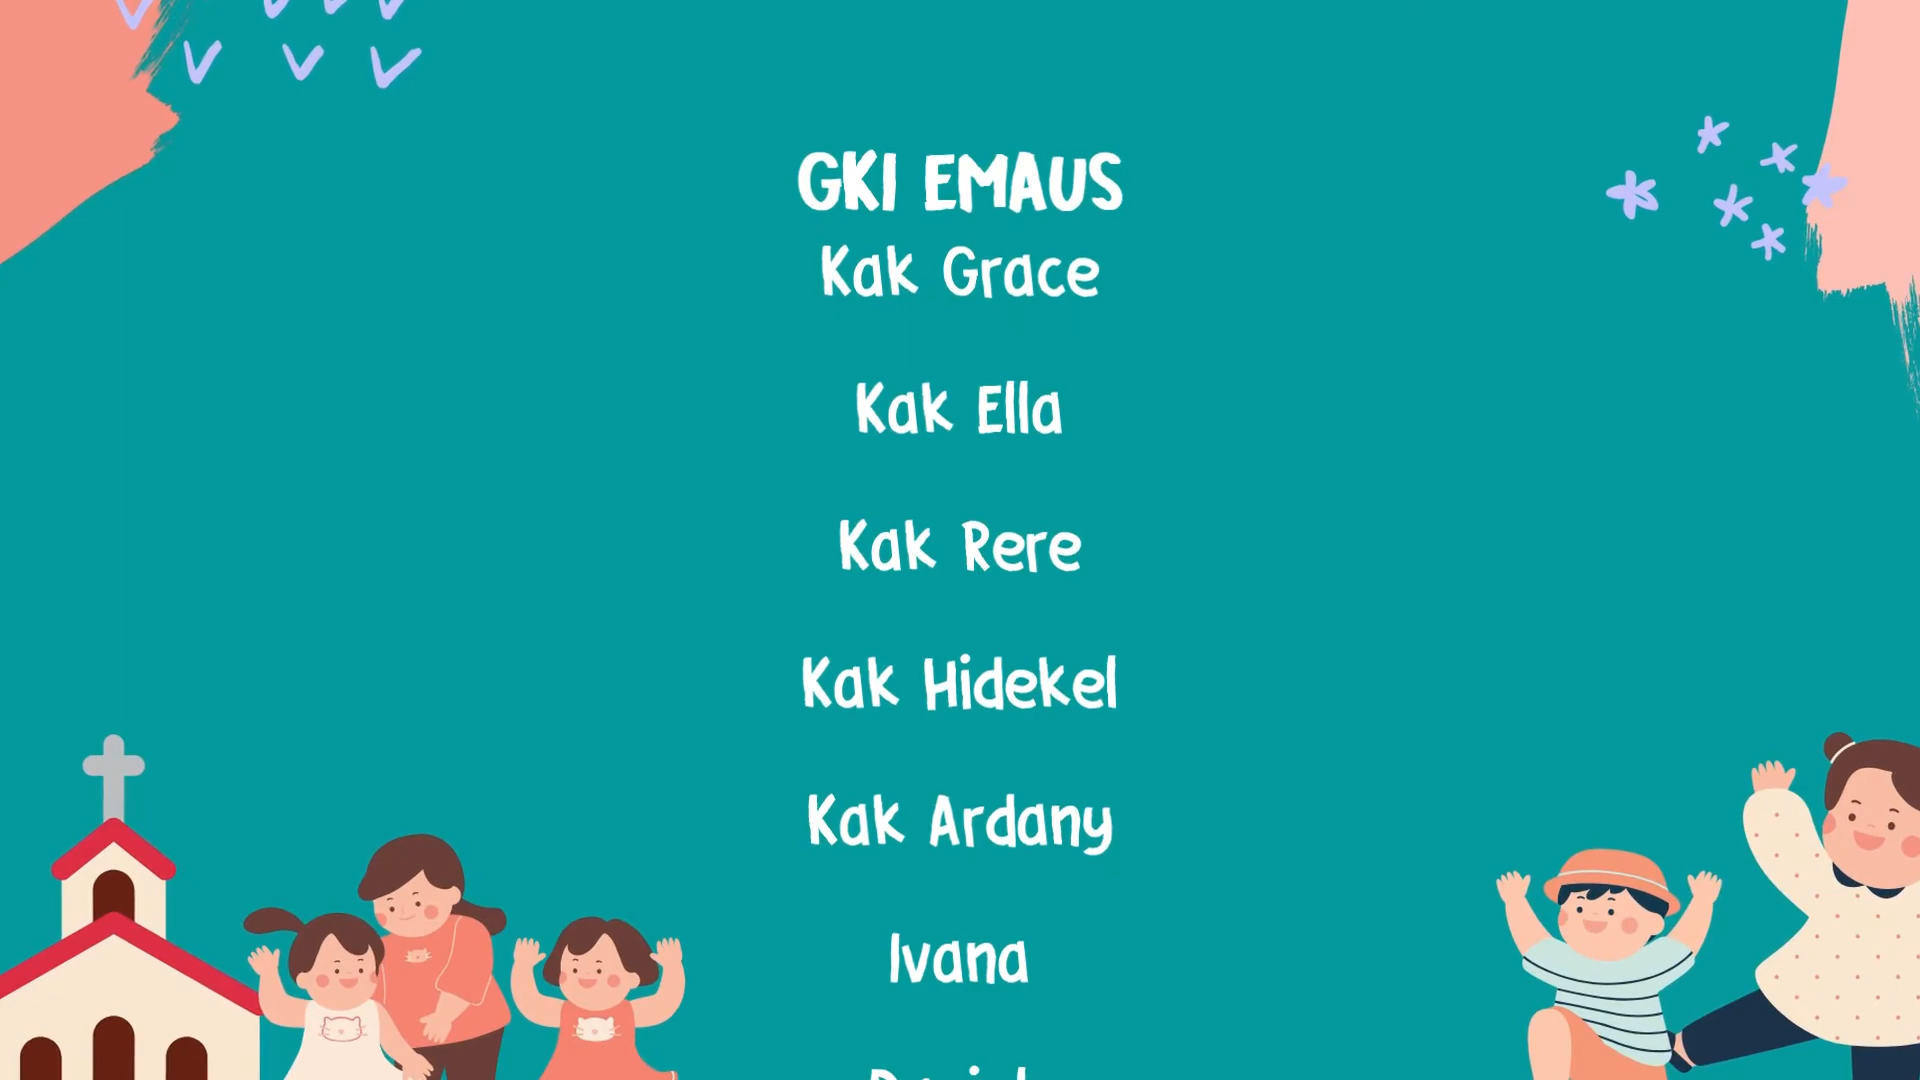 GKI EMAUS
Kak Grace
Kak Ella
Kak Rere
Kak Hidekel
Kak Ardany
Ivana